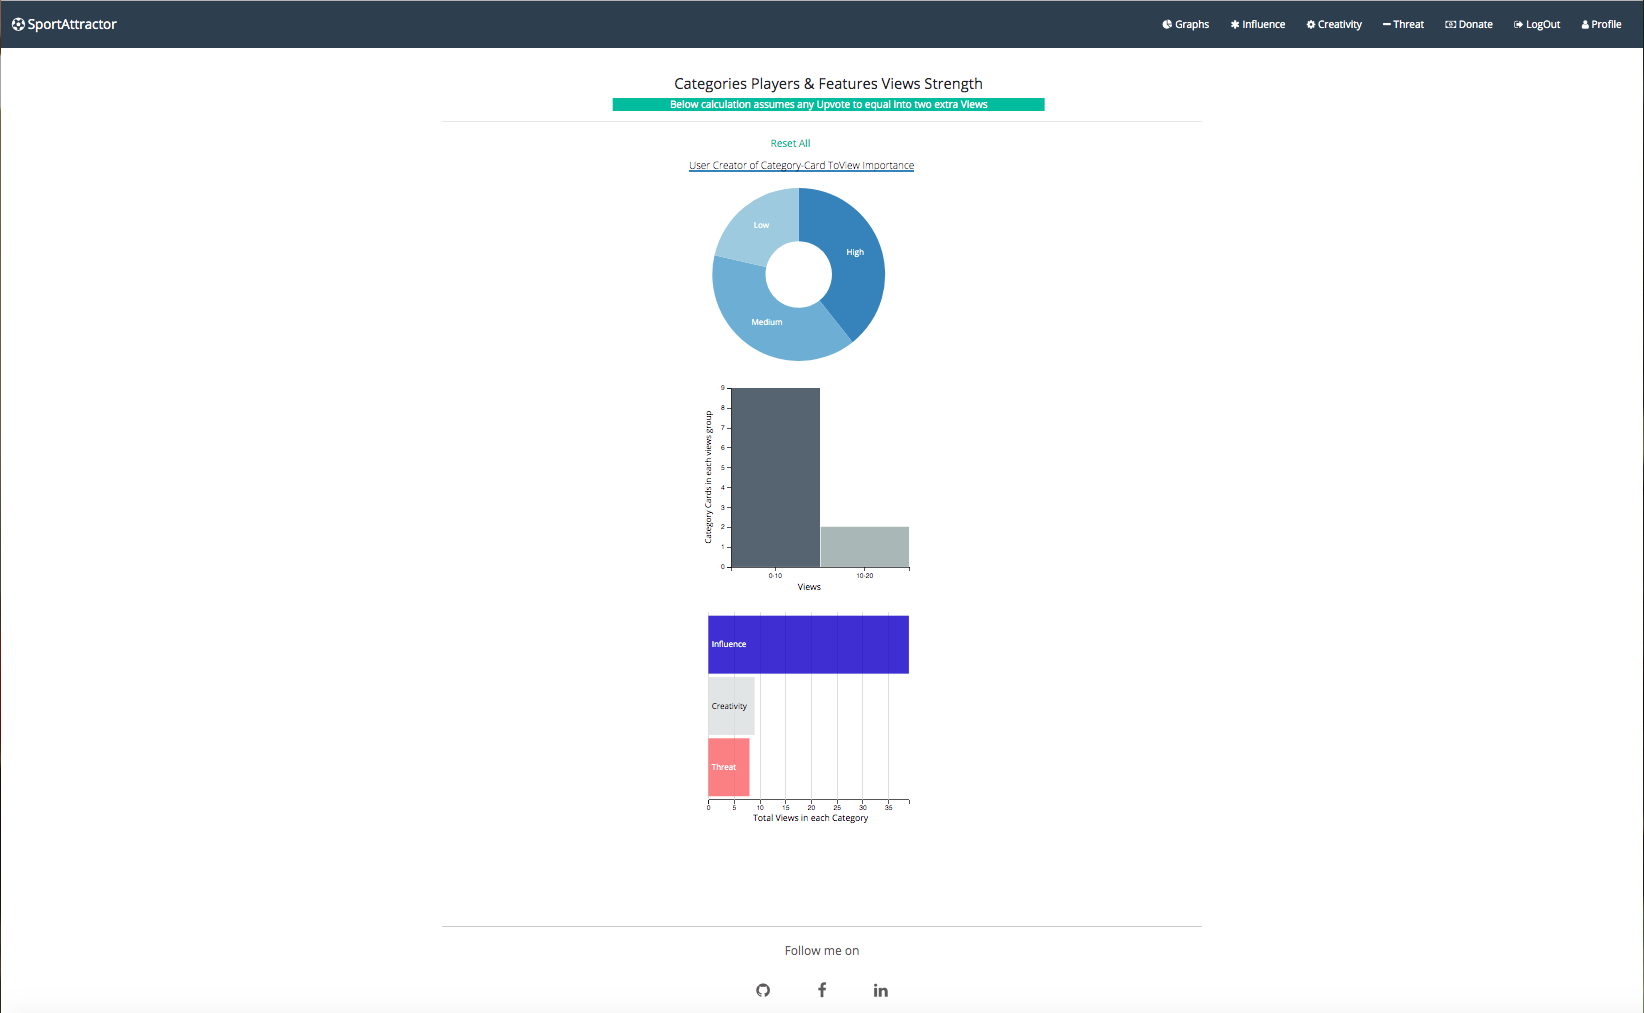 SportAttractor
Graphs
Influence
Creativity
Threat
Donate
LogOut
Profile
Categories Players & Features Views Strength
Below calculation assumes any Upvote to equal into two extra Views
Reset All
User Creator of Category-Card ToView Importance
Low
High
Medium
Category Cards in each views group
9
8
7
6
5
4
3
2
1
0
0-10
10-20
Views
Influence
Creativity
Threat
0
5
10
15
20
25
30
35
Total Views in each Category
Follow me on